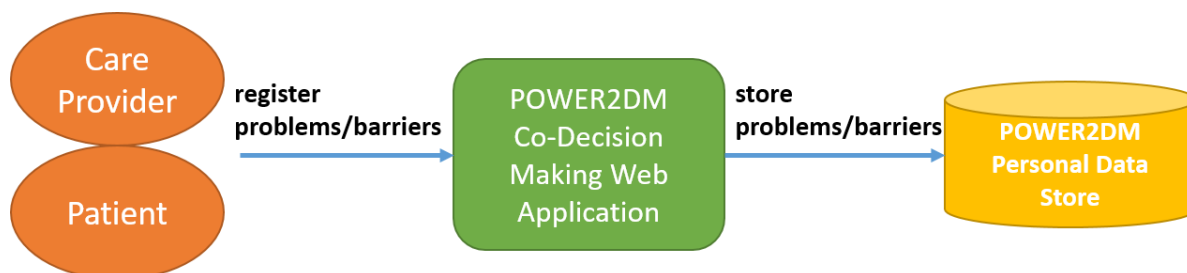 Care
Provider
Patient
register
problems/barriers
POWER2DM
Co-Decision
Making Web
Application
store
problems/barriers
POWER2DM
Personal Data
Store